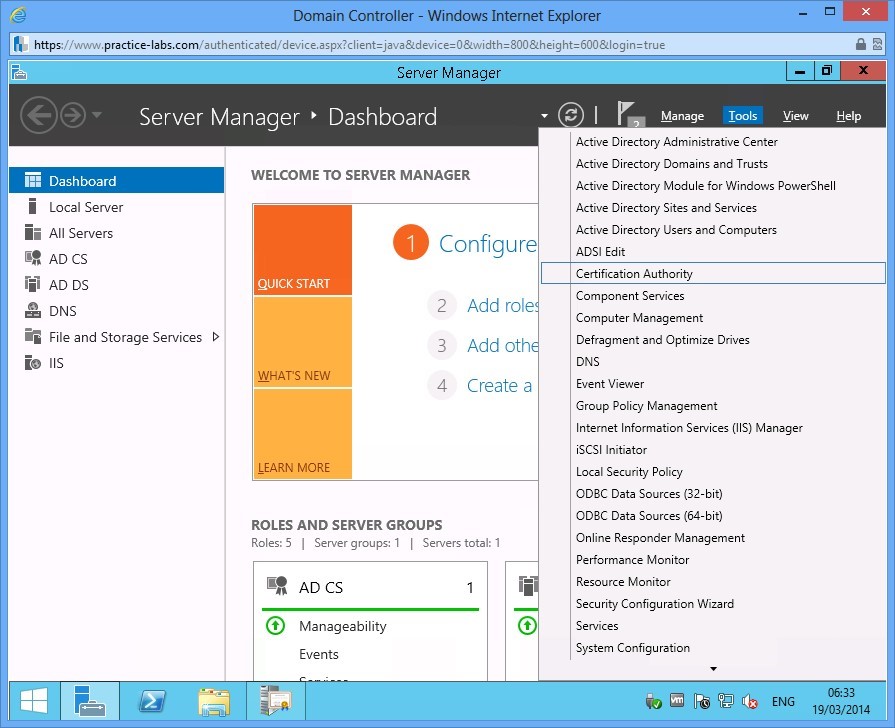 Domain Controller - Windows Internet Explorer
https://www.practice-labs.com/authenticated/device.aspx?client=java&device=0&width=800&height=600&login=true
Server Manager
Server Manager ‣ Dashboard
2
Manage
Tools
View
Help
Dashboard
Local Server
All Servers
AD CS
AD DS
DNS
File and Storage Services
IIS
WELCOME TO SERVER MANAGER
QUICK START
WHAT'S NEW
LEARN MORE
1 Configure
2 Add roles
3 Add othe
4 Create a
ROLES AND SERVER GROUPS
Roles: 5 | Server groups: 1 | Servers total: 1
AD CS 1
Manageability
Events
Services
Active Directory Administrative Center
Active Directory Domains and Trusts
Active Directory Module for Windows PowerShell
Active Directory Sites and Services
Active Directory Users and Computers
ADSI Edit
Certification Authority
Component Services
Computer Management
Defragment and Optimize Drives
DNS
Event Viewer
Group Policy Management
Internet Information Services (IIS) Manager
iSCSI Initiator
Local Security Policy
ODBC Data Sources (32-bit)
ODBC Data Sources (64-bit)
Online Responder Management
Performance Monitor
Resource Monitor
Security Configuration Wizard
Services
System Configuration
ENG
06:33
19/03/2014